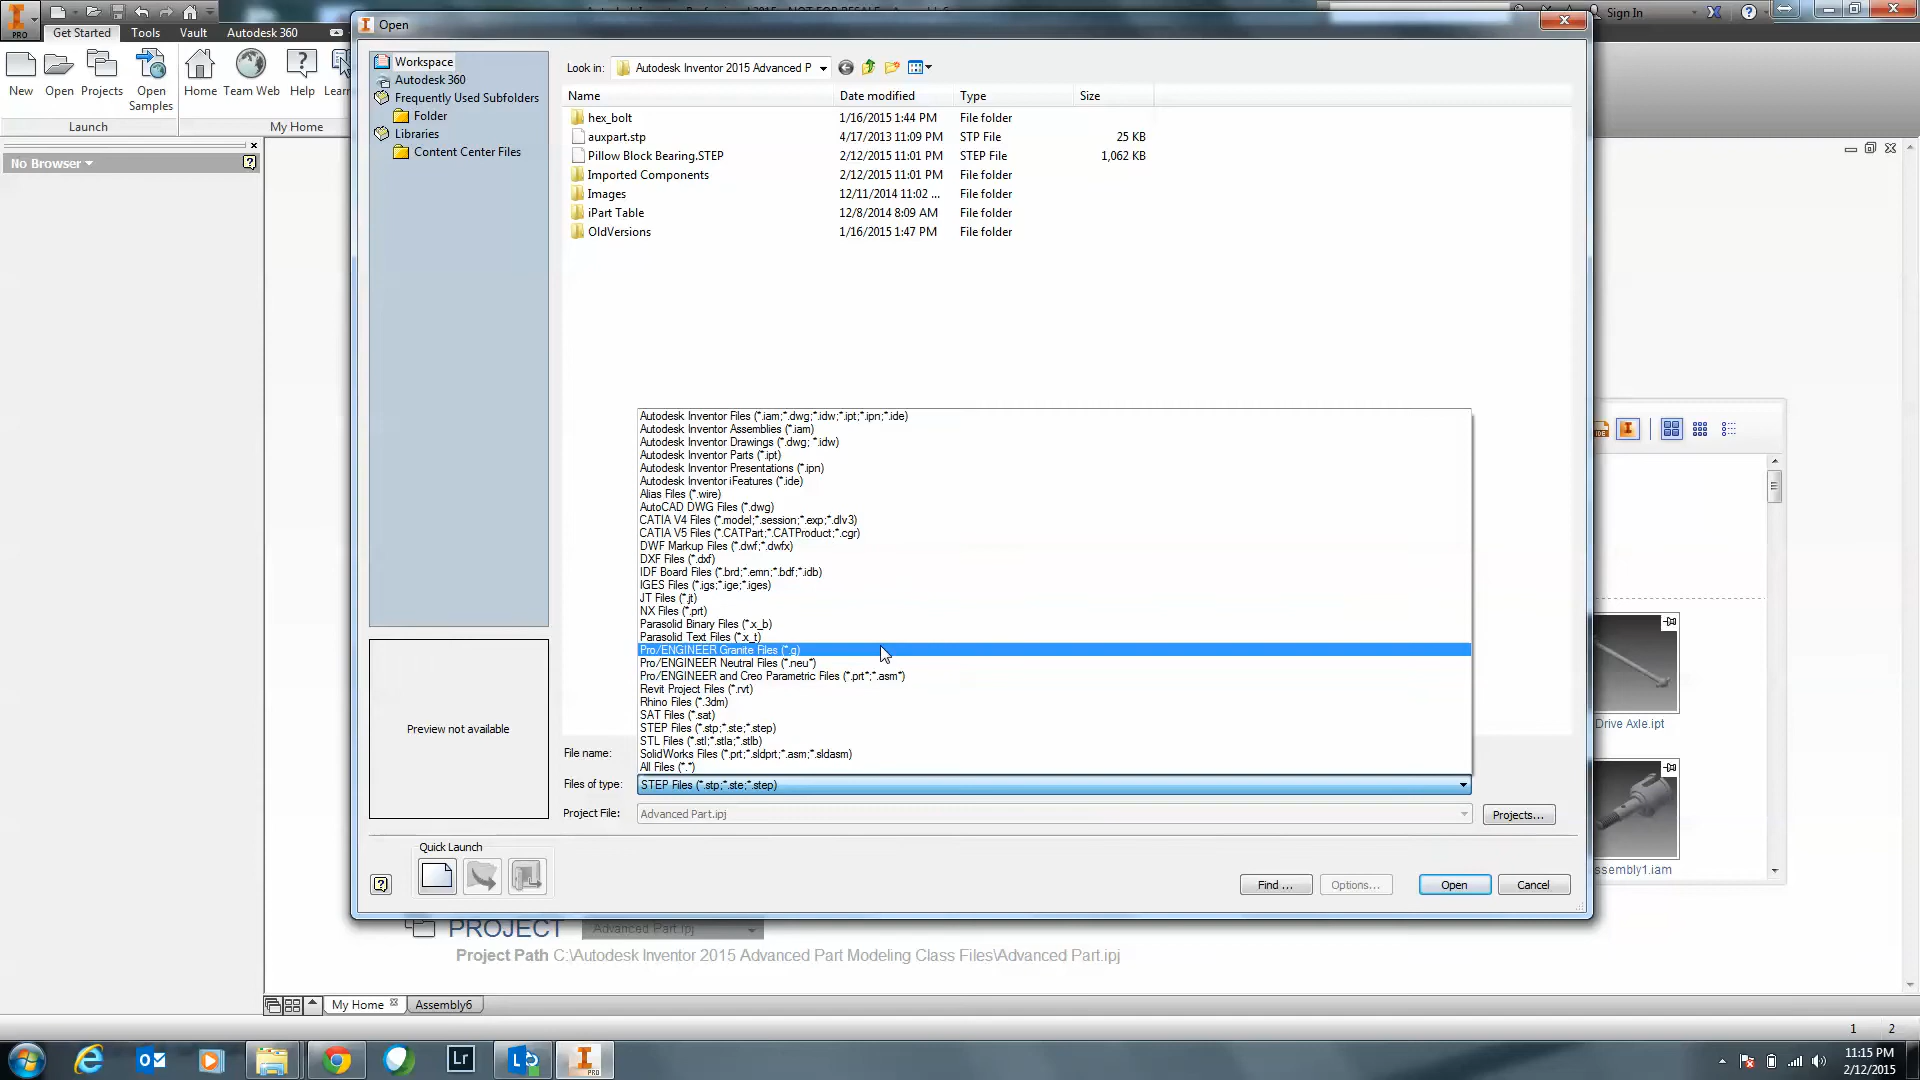 Open
Sign In
PRO
Get Started
Tools
Vault
Autodesk 360
New
Open
Projects
Open Samples
Home
Team Web
Help
Learn
Launch
My Home
No Browser
Workspace
Autodesk 360
Frequently Used Subfolders
Folder
Libraries
Content Center Files
Look in:
Autodesk Inventor 2015 Advanced P
Name Date modified Type Size
hex_bolt 1/16/2015 1:44 PM File folder
auxpart.stp 4/17/2013 11:09 PM STP File 25 KB
Pillow Block Bearing.STEP 2/12/2015 11:01 PM STEP File 1,062 KB
Imported Components 2/12/2015 11:01 PM File folder
Images 12/11/2014 11:02 ... File folder
iPart Table 12/8/2014 8:09 AM File folder
OldVersions 1/16/2015 1:47 PM File folder
Autodesk Inventor Files (*.iam;*.dwg;*.idw;*.ipt;*.ipn;*.ide)
Autodesk Inventor Assemblies (*.iam)
Autodesk Inventor Drawings (*.dwg; *.idw)
Autodesk Inventor Parts (*.ipt)
Autodesk Inventor Presentations (*.ipn)
Autodesk Inventor iFeatures (*.ide)
Alias Files (*.wire)
AutoCAD DWG Files (*.dwg)
CATIA V4 Files (*.model;*.session;*.exp;*.dlv3)
CATIA V5 Files (*.CATPart;*.CATProduct;*.cgr)
DWF Markup Files (*.dwf;*.dwfx)
DXF Files (*.dxf)
IDF Board Files (*.brd;*.emn;*.bdf;*.idb)
IGES Files (*.igs;*.ige;*.iges)
JT Files (*.jt)
NX Files (*.prt)
Parasolid Binary Files (*.x_b)
Parasolid Text Files (*.x_t)
Pro/ENGINEER Granite Files (*.g)
Pro/ENGINEER Neutral Files (*.neu*)
Pro/ENGINEER and Creo Parametric Files (*.prt*;*.asm*)
Revit Project Files (*.rvt)
Rhino Files (*.3dm)
SAT Files (*.sat)
STEP Files (*.stp;*.ste;*.step)
STL Files (*.stl;*.stla;*.stlb)
SolidWorks Files (*.prt;*.sldprt;*.asm;*.sldasm)
All Files (*.*)
Preview not available
File name:
Files of type: STEP Files (*.stp;*.ste;*.step)
Project File: Advanced Part.ipj
Projects...
Quick Launch
Find ...
Options...
Open
Cancel
Drive Axle.ipt
ssembly1.iam
PROJECT Advanced Part.ipj
Project Path C:\Autodesk Inventor 2015 Advanced Part Modeling Class Files\Advanced Part.ipj
My Home
Assembly6
1 2
Lr
PRO
11:15 PM
2/12/2015